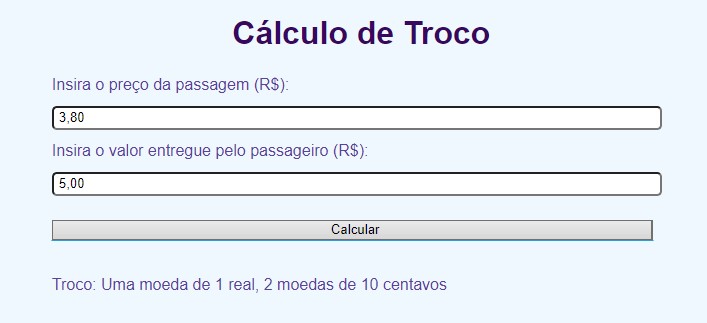 Cálculo de Troco
Insira o preço da passagem (R$):
3,80
Insira o valor entregue pelo passageiro (R$):
5,00
Calcular
Troco: Uma moeda de 1 real, 2 moedas de 10 centavos